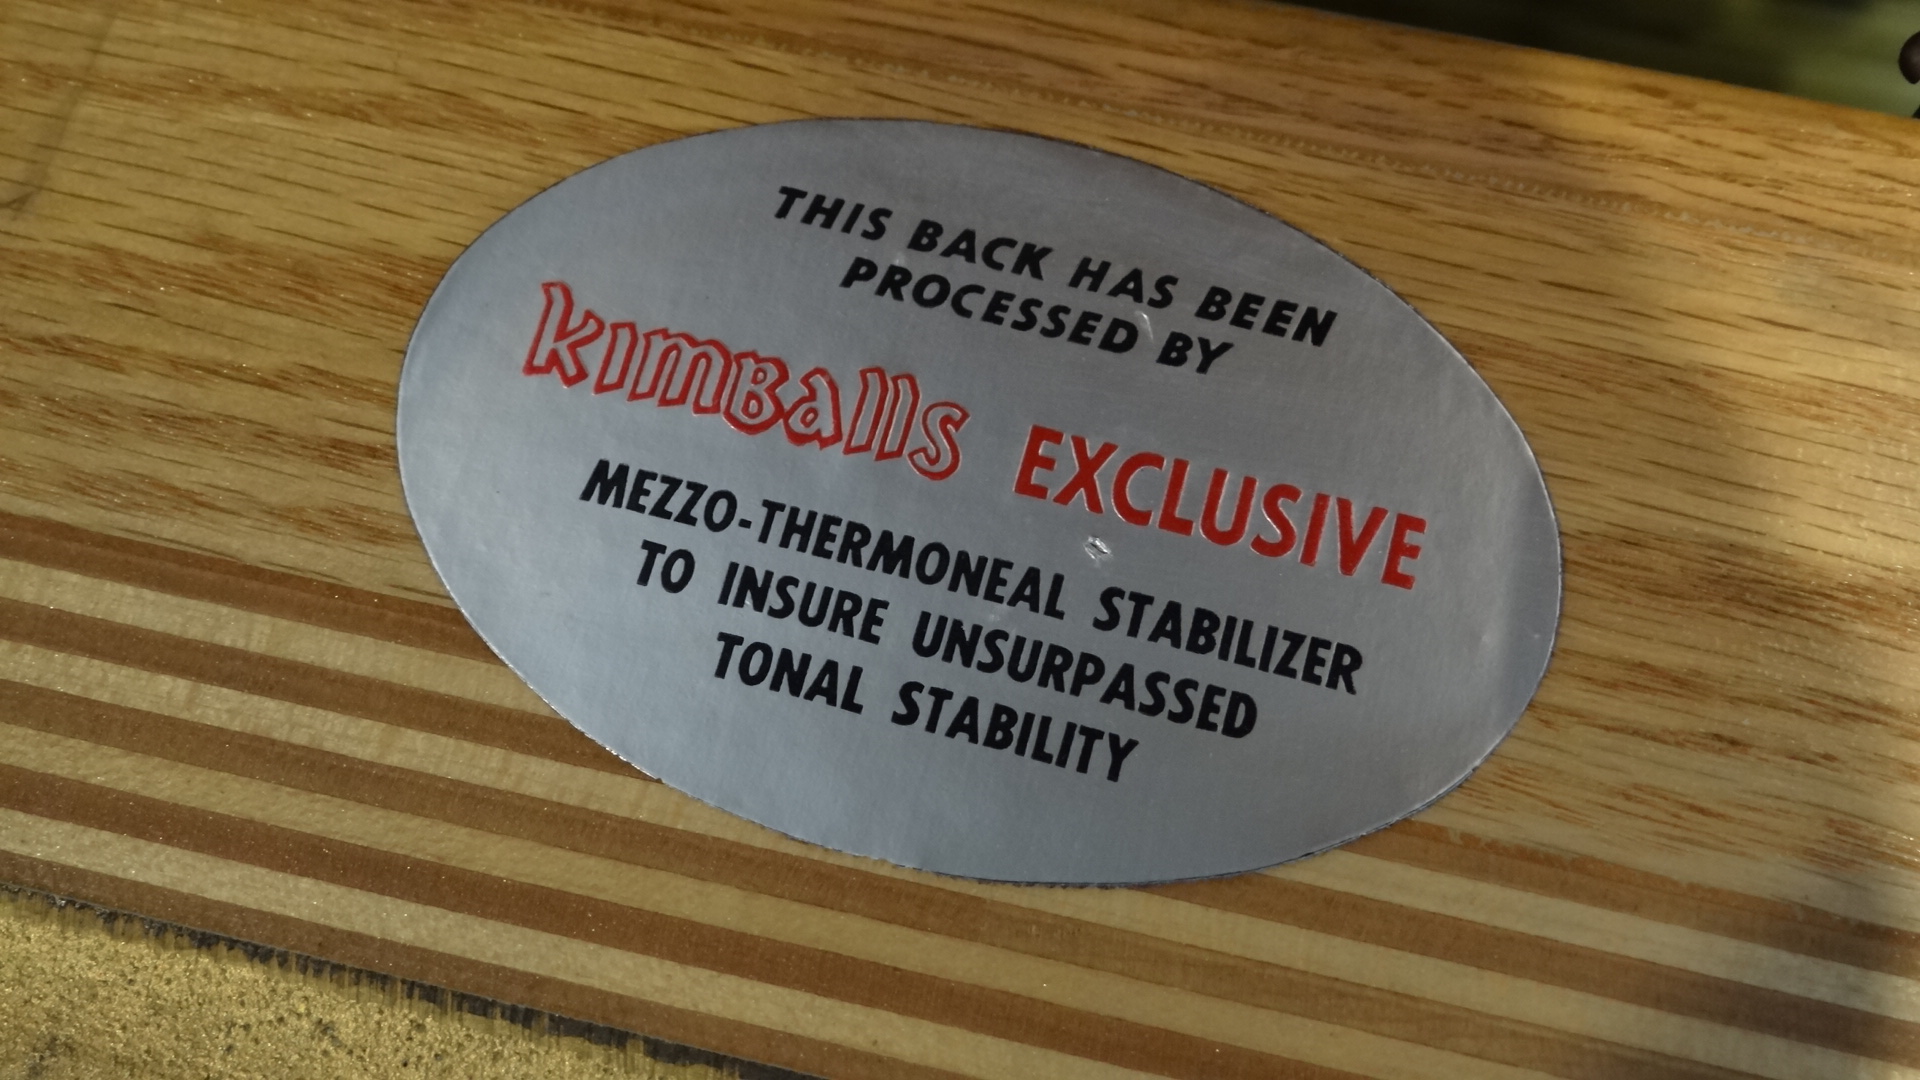 THIS BACK HAS BEEN
PROCESSED BY
kimBalls EXCLUSIVE
MEZZO-THERMONEAL STABILIZER
TO INSURE UNSURPASSED
TONAL STABILITY